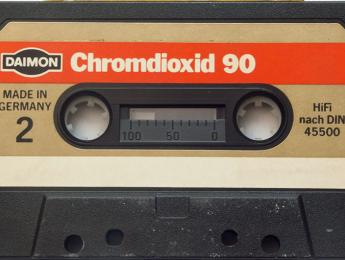 DAIMON
Chromdioxid 90
MADE IN
GERMANY
2
100 50 0
HiFi
nach DIN
45500